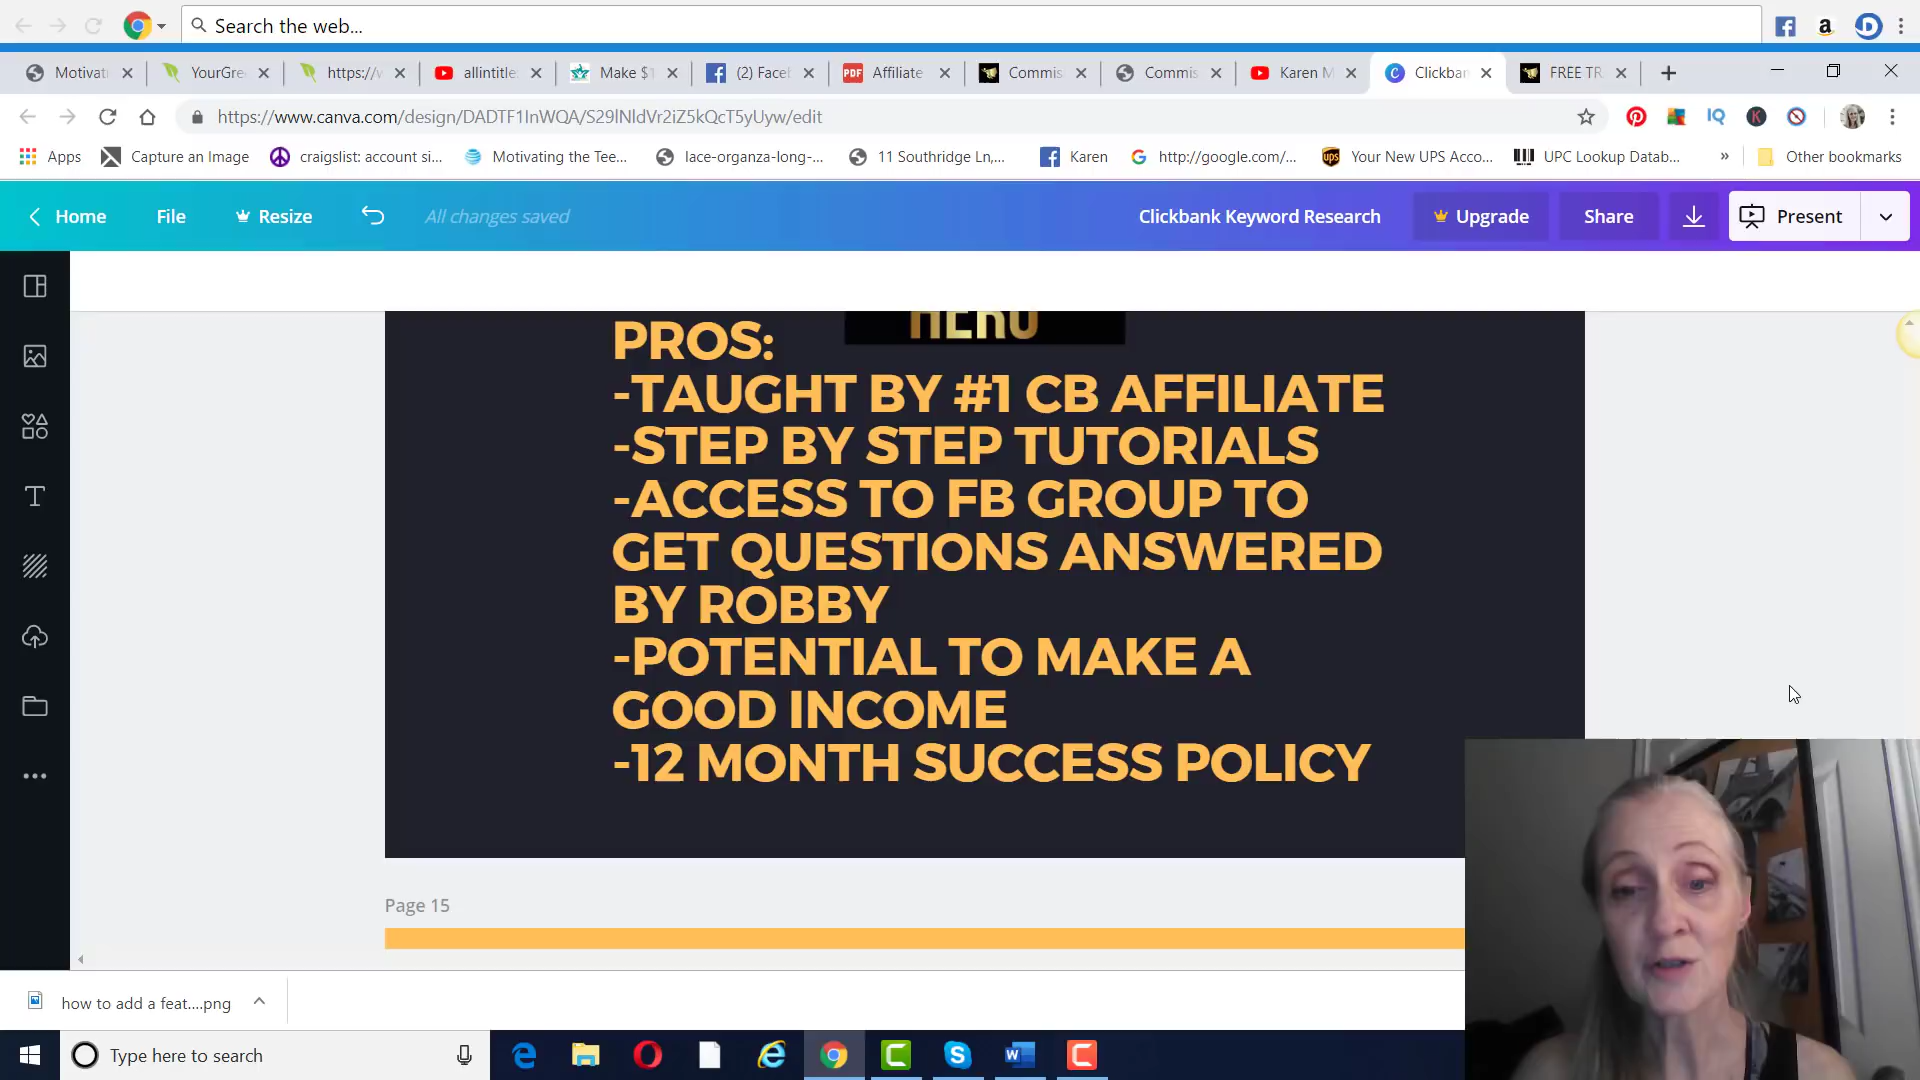 Search the web...
Motivat
YourGre
https://w
allintitle
Make $
(2) Face
Affiliate
Commis
Commis
Karen M
Clickba
FREE TR
https://www.canva.com/design/DADTF1InWQA/S29lNldVr2iZ5kQcT5yUyw/edit
Apps
Capture an Image
craigslist: account si...
Motivating the Tee...
lace-organza-long-...
11 Southridge Ln,...
Karen
http://google.com/...
Your New UPS Acco...
UPC Lookup Datab...
»
Other bookmarks
Home
File
Resize
All changes saved
Clickbank Keyword Research
Upgrade
Share
Present
HERO
PROS:
-TAUGHT BY #1 CB AFFILIATE
-STEP BY STEP TUTORIALS
-ACCESS TO FB GROUP TO
GET QUESTIONS ANSWERED
BY ROBBY
-POTENTIAL TO MAKE A
GOOD INCOME
-12 MONTH SUCCESS POLICY
Page 15
how to add a feat....png
Type here to search